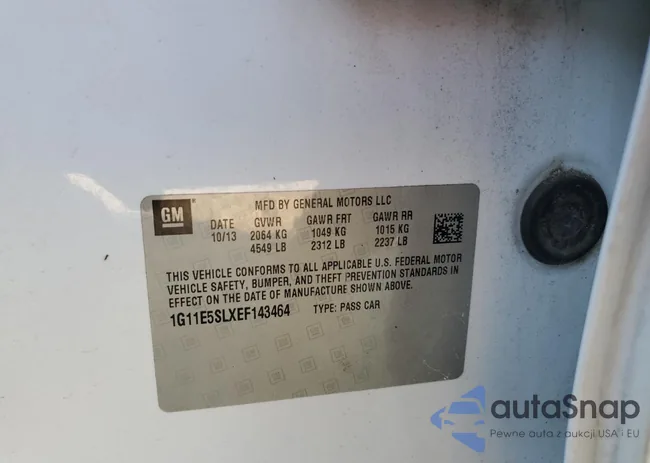 MFD BY GENERAL MOTORS LLC
GM
DATE GVWR GAWR FRT GAWR RR
10/13 2064 KG 1049 KG 1015 KG
4549 LB 2312 LB 2237 LB
THIS VEHICLE CONFORMS TO ALL APPLICABLE U.S. FEDERAL MOTOR
VEHICLE SAFETY, BUMPER, AND THEFT PREVENTION STANDARDS IN
EFFECT ON THE DATE OF MANUFACTURE SHOWN ABOVE.
1G11E5SLXEF143464 TYPE: PASS CAR
autaSnap
Pewne auta z aukcji USA i EU